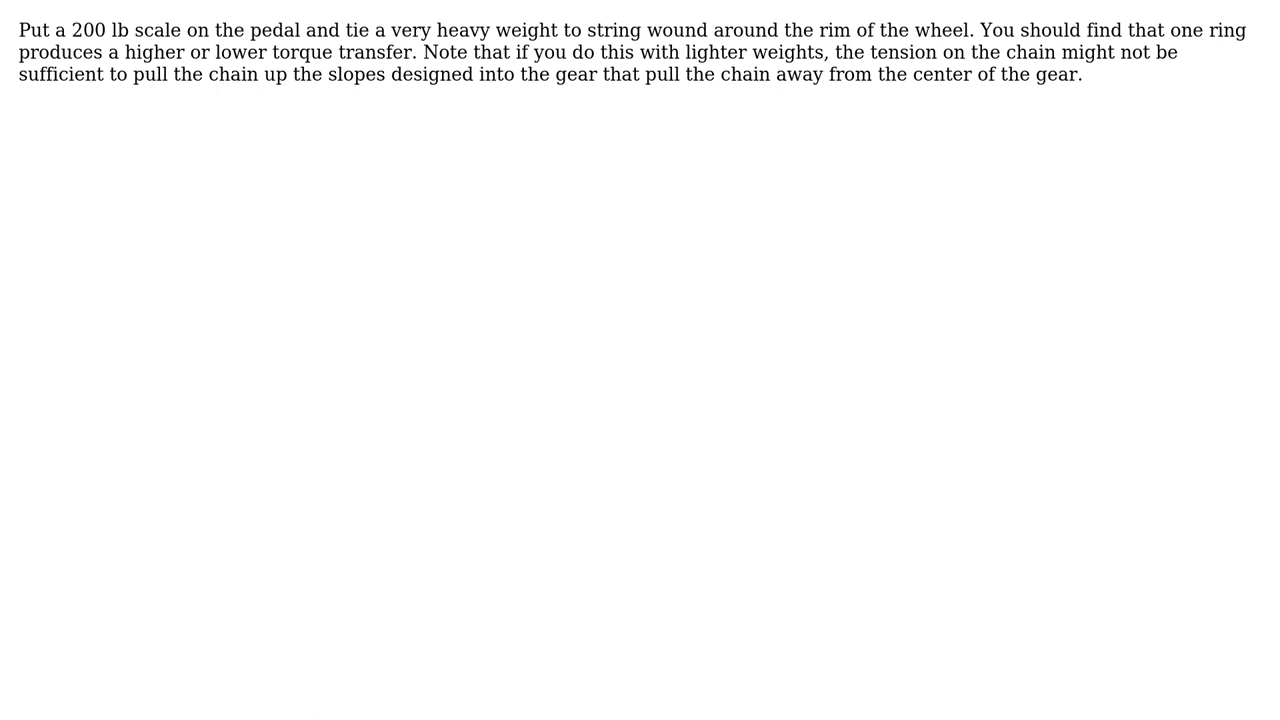 Put a 200 lb scale on the pedal and tie a very heavy weight to string wound around the rim of the wheel. You should find that one ring
produces a higher or lower torque transfer. Note that if you do this with lighter weights, the tension on the chain might not be
sufficient to pull the chain up the slopes designed into the gear that pull the chain away from the center of the gear.